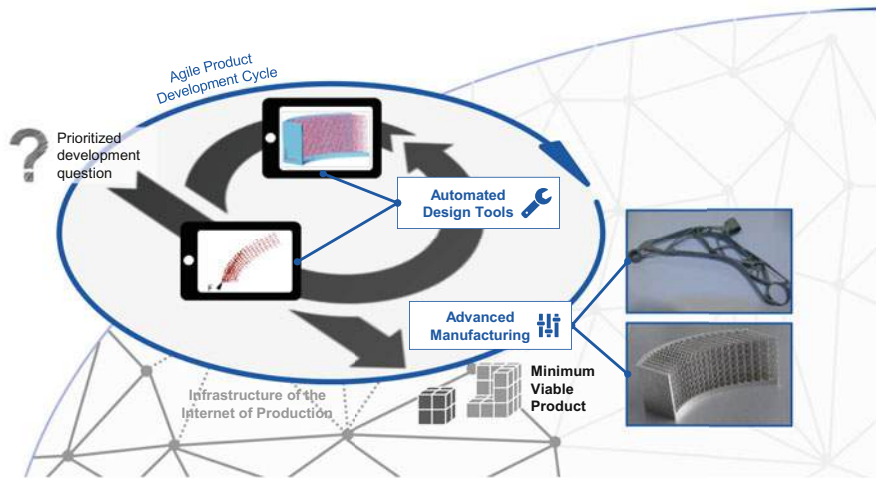 Agile Product
Development Cycle
?
Prioritized
development
question
Automated
Design Tools
Advanced
Manufacturing
Minimum
Viable
Product
Infrastructure of the
Internet of Production